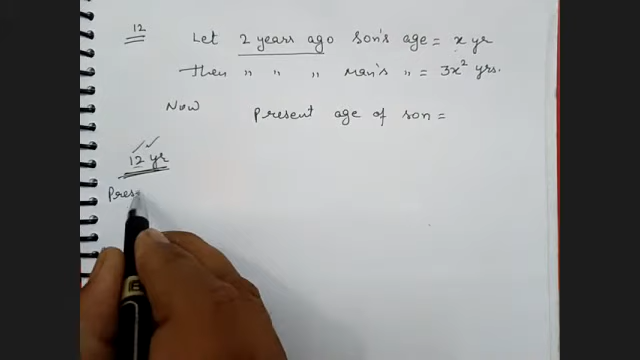 12
Let 2 years ago son's age = x yr
Then " " " Man's " = 3x² yrs.
Now Present age of son =
12 yr
Pres